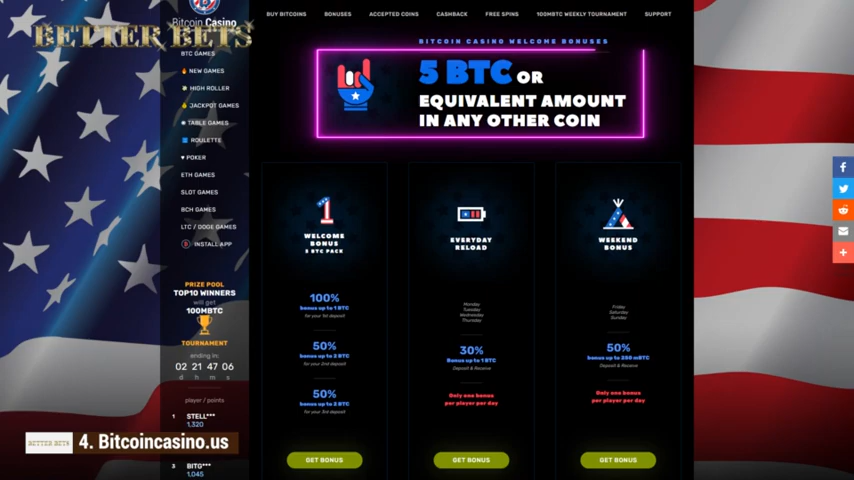 BUY BITCOINS BONUSES ACCEPTED COINS CASHBACK FREE SPINS 100MBTC WEEKLY TOURNAMENT SUPPORT
Bitcoin Casino
BETTER BETS
BTC GAMES
NEW GAMES
HIGH ROLLER
JACKPOT GAMES
TABLE GAMES
ROULETTE
POKER
ETH GAMES
SLOT GAMES
BCH GAMES
LTC / DOGE GAMES
INSTALL APP
PRIZE POOL
TOP10 WINNERS
will get
100MBTC
TOURNAMENT
ending in:
02 21 47 06
d h m s
player / points
1 STELL***
1,320
3 BITG***
1,045
BITCOIN CASINO WELCOME BONUSES
5 BTC OR
EQUIVALENT AMOUNT
IN ANY OTHER COIN
WELCOME
BONUS
5 BTC PACK
100%
bonus up to 1 BTC
for your 1st deposit
50%
bonus up to 2 BTC
for your 2nd deposit
50%
bonus up to 2 BTC
for your 3rd deposit
GET BONUS
EVERYDAY
RELOAD
Monday
Tuesday
Wednesday
Thursday
30%
Bonus up to 1 BTC
Deposit & Receive
Only one bonus
per player per day
GET BONUS
WEEKEND
BONUS
Friday
Saturday
Sunday
50%
bonus up to 250 mBTC
Deposit & Receive
Only one bonus
per player per day
GET BONUS
BETTER BETS
4. Bitcoincasino.us